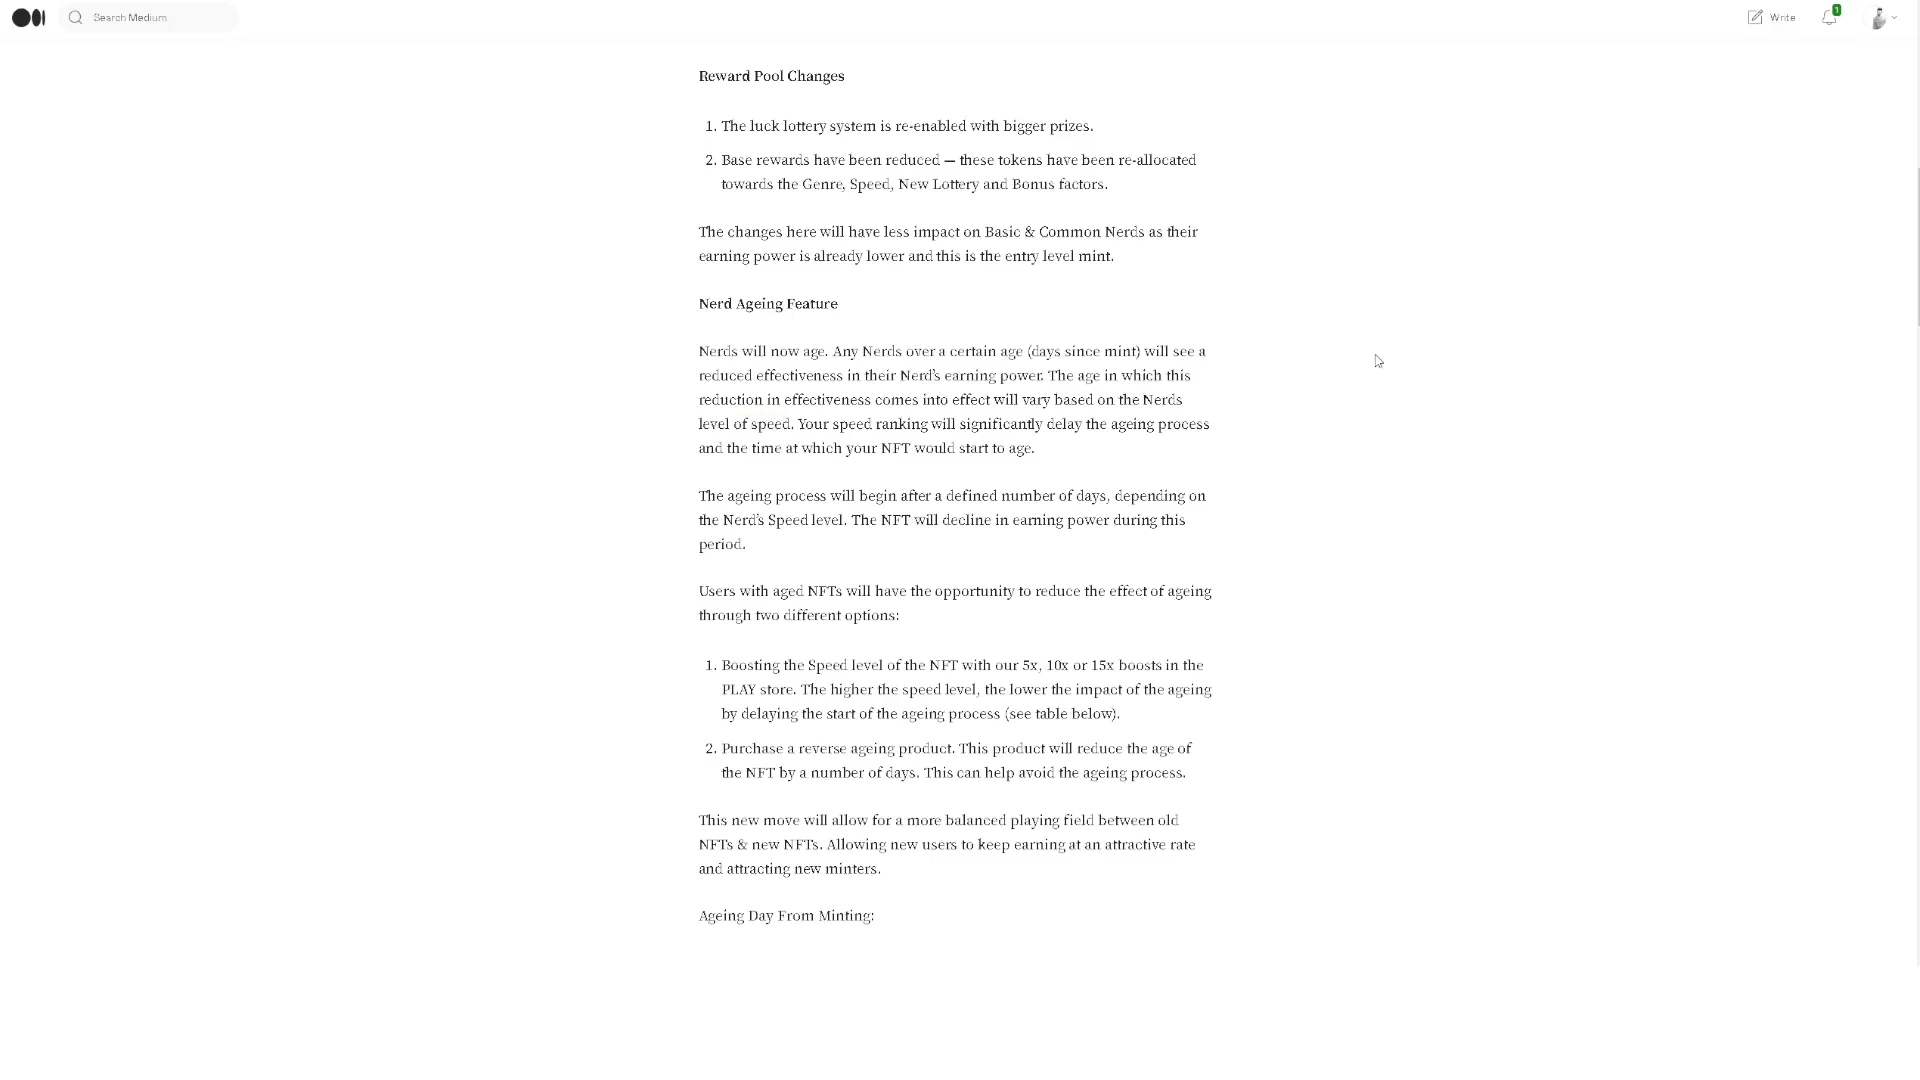 Search Medium
Write
1
Reward Pool Changes
1. The luck lottery system is re-enabled with bigger prizes.
2. Base rewards have been reduced — these tokens have been re-allocated
towards the Genre, Speed, New Lottery and Bonus factors.
The changes here will have less impact on Basic & Common Nerds as their
earning power is already lower and this is the entry level mint.
Nerd Ageing Feature
Nerds will now age. Any Nerds over a certain age (days since mint) will see a
reduced effectiveness in their Nerd's earning power. The age in which this
reduction in effectiveness comes into effect will vary based on the Nerds
level of speed. Your speed ranking will significantly delay the ageing process
and the time at which your NFT would start to age.
The ageing process will begin after a defined number of days, depending on
the Nerd's Speed level. The NFT will decline in earning power during this
period.
Users with aged NFTs will have the opportunity to reduce the effect of ageing
through two different options:
1. Boosting the Speed level of the NFT with our 5x, 10x or 15x boosts in the
PLAY store. The higher the speed level, the lower the impact of the ageing
by delaying the start of the ageing process (see table below).
2. Purchase a reverse ageing product. This product will reduce the age of
the NFT by a number of days. This can help avoid the ageing process.
This new move will allow for a more balanced playing field between old
NFTs & new NFTs. Allowing new users to keep earning at an attractive rate
and attracting new minters.
Ageing Day From Minting: